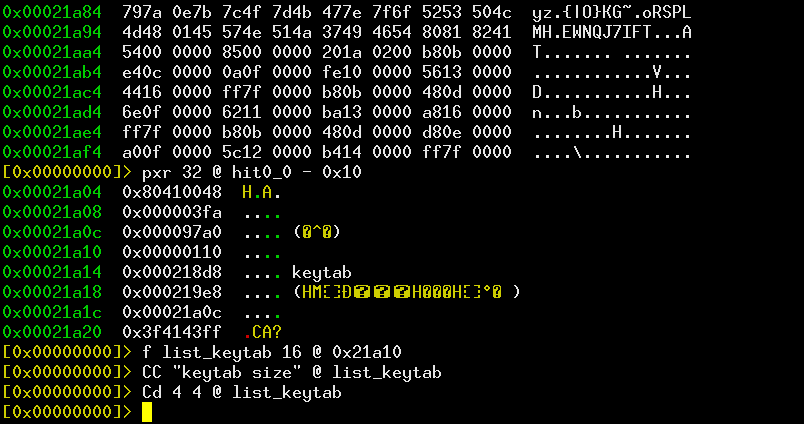 0x00021a84 797a 0e7b 7c4f 7d4b 477e 7f6f 5253 504c yz.{|O}KG~.oRSPL
0x00021a94 4d48 0145 574e 514a 3749 4654 8081 8241 MH.EWNQJ7IFT...A
0x00021aa4 5400 0000 8500 0000 201a 0200 b80b 0000 T....... .......
0x00021ab4 e40c 0000 0a0f 0000 fe10 0000 5613 0000 ............V...
0x00021ac4 4416 0000 ff7f 0000 b80b 0000 480d 0000 D...........H...
0x00021ad4 6e0f 0000 6211 0000 ba13 0000 a816 0000 n...b...........
0x00021ae4 ff7f 0000 b80b 0000 480d 0000 d80e 0000 ........H.......
0x00021af4 a00f 0000 5c12 0000 b414 0000 ff7f 0000 ....\...........
[0x00000000]> pxr 32 @ hit0_0 - 0x10
0x00021a04 0x80410048 H.A.
0x00021a08 0x000003fa ....
0x00021a0c 0x000097a0 .... (�^�)
0x00021a10 0x00000110 ....
0x00021a14 0x000218d8 .... keytab
0x00021a18 0x000219e8 ....
0x00021a1c 0x00021a0c ....
0x00021a20 0x3f4143ff .CA?
[0x00000000]> f list_keytab 16 @ 0x21a10
[0x00000000]> CC "keytab size" @ list_keytab
[0x00000000]> Cd 4 4 @ list_keytab
[0x00000000]>